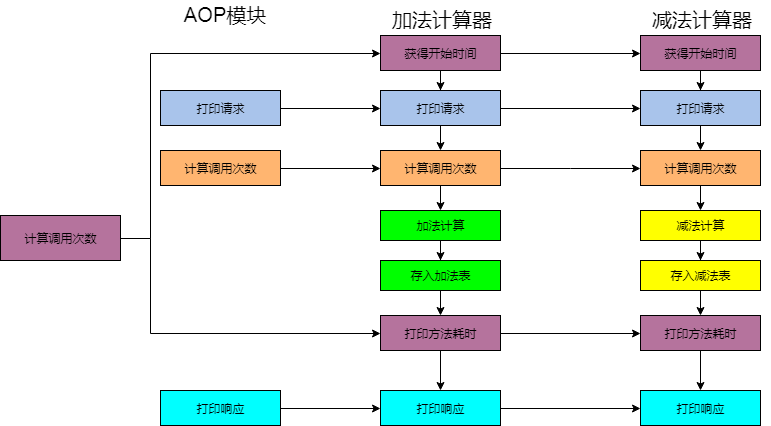 AOP模块
加法计算器
减法计算器
获得开始时间
获得开始时间
打印请求
打印请求
打印请求
计算调用次数
计算调用次数
计算调用次数
计算调用次数
加法计算
减法计算
存入加法表
存入减法表
打印方法耗时
打印方法耗时
打印响应
打印响应
打印响应